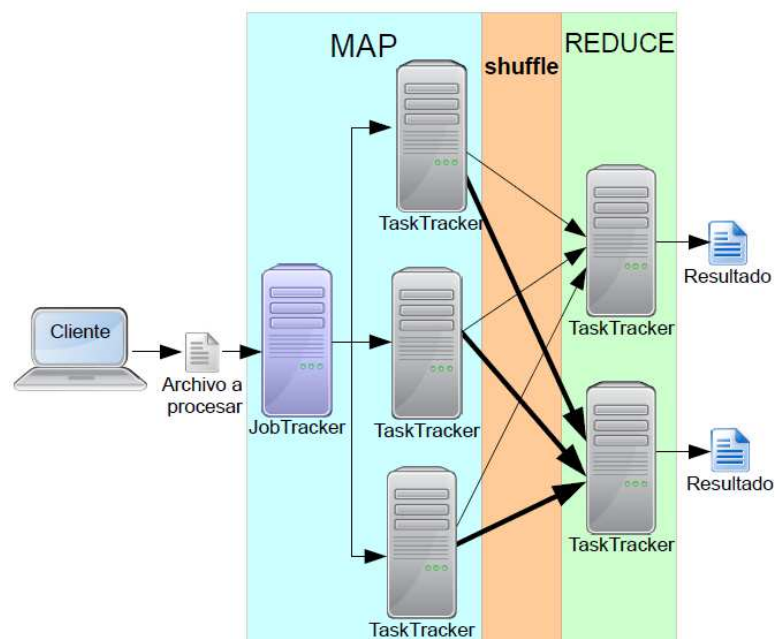 MAP
shuffle
REDUCE
TaskTracker
TaskTracker
Resultado
Cliente
Archivo a
procesar
JobTracker
TaskTracker
TaskTracker
Resultado
TaskTracker